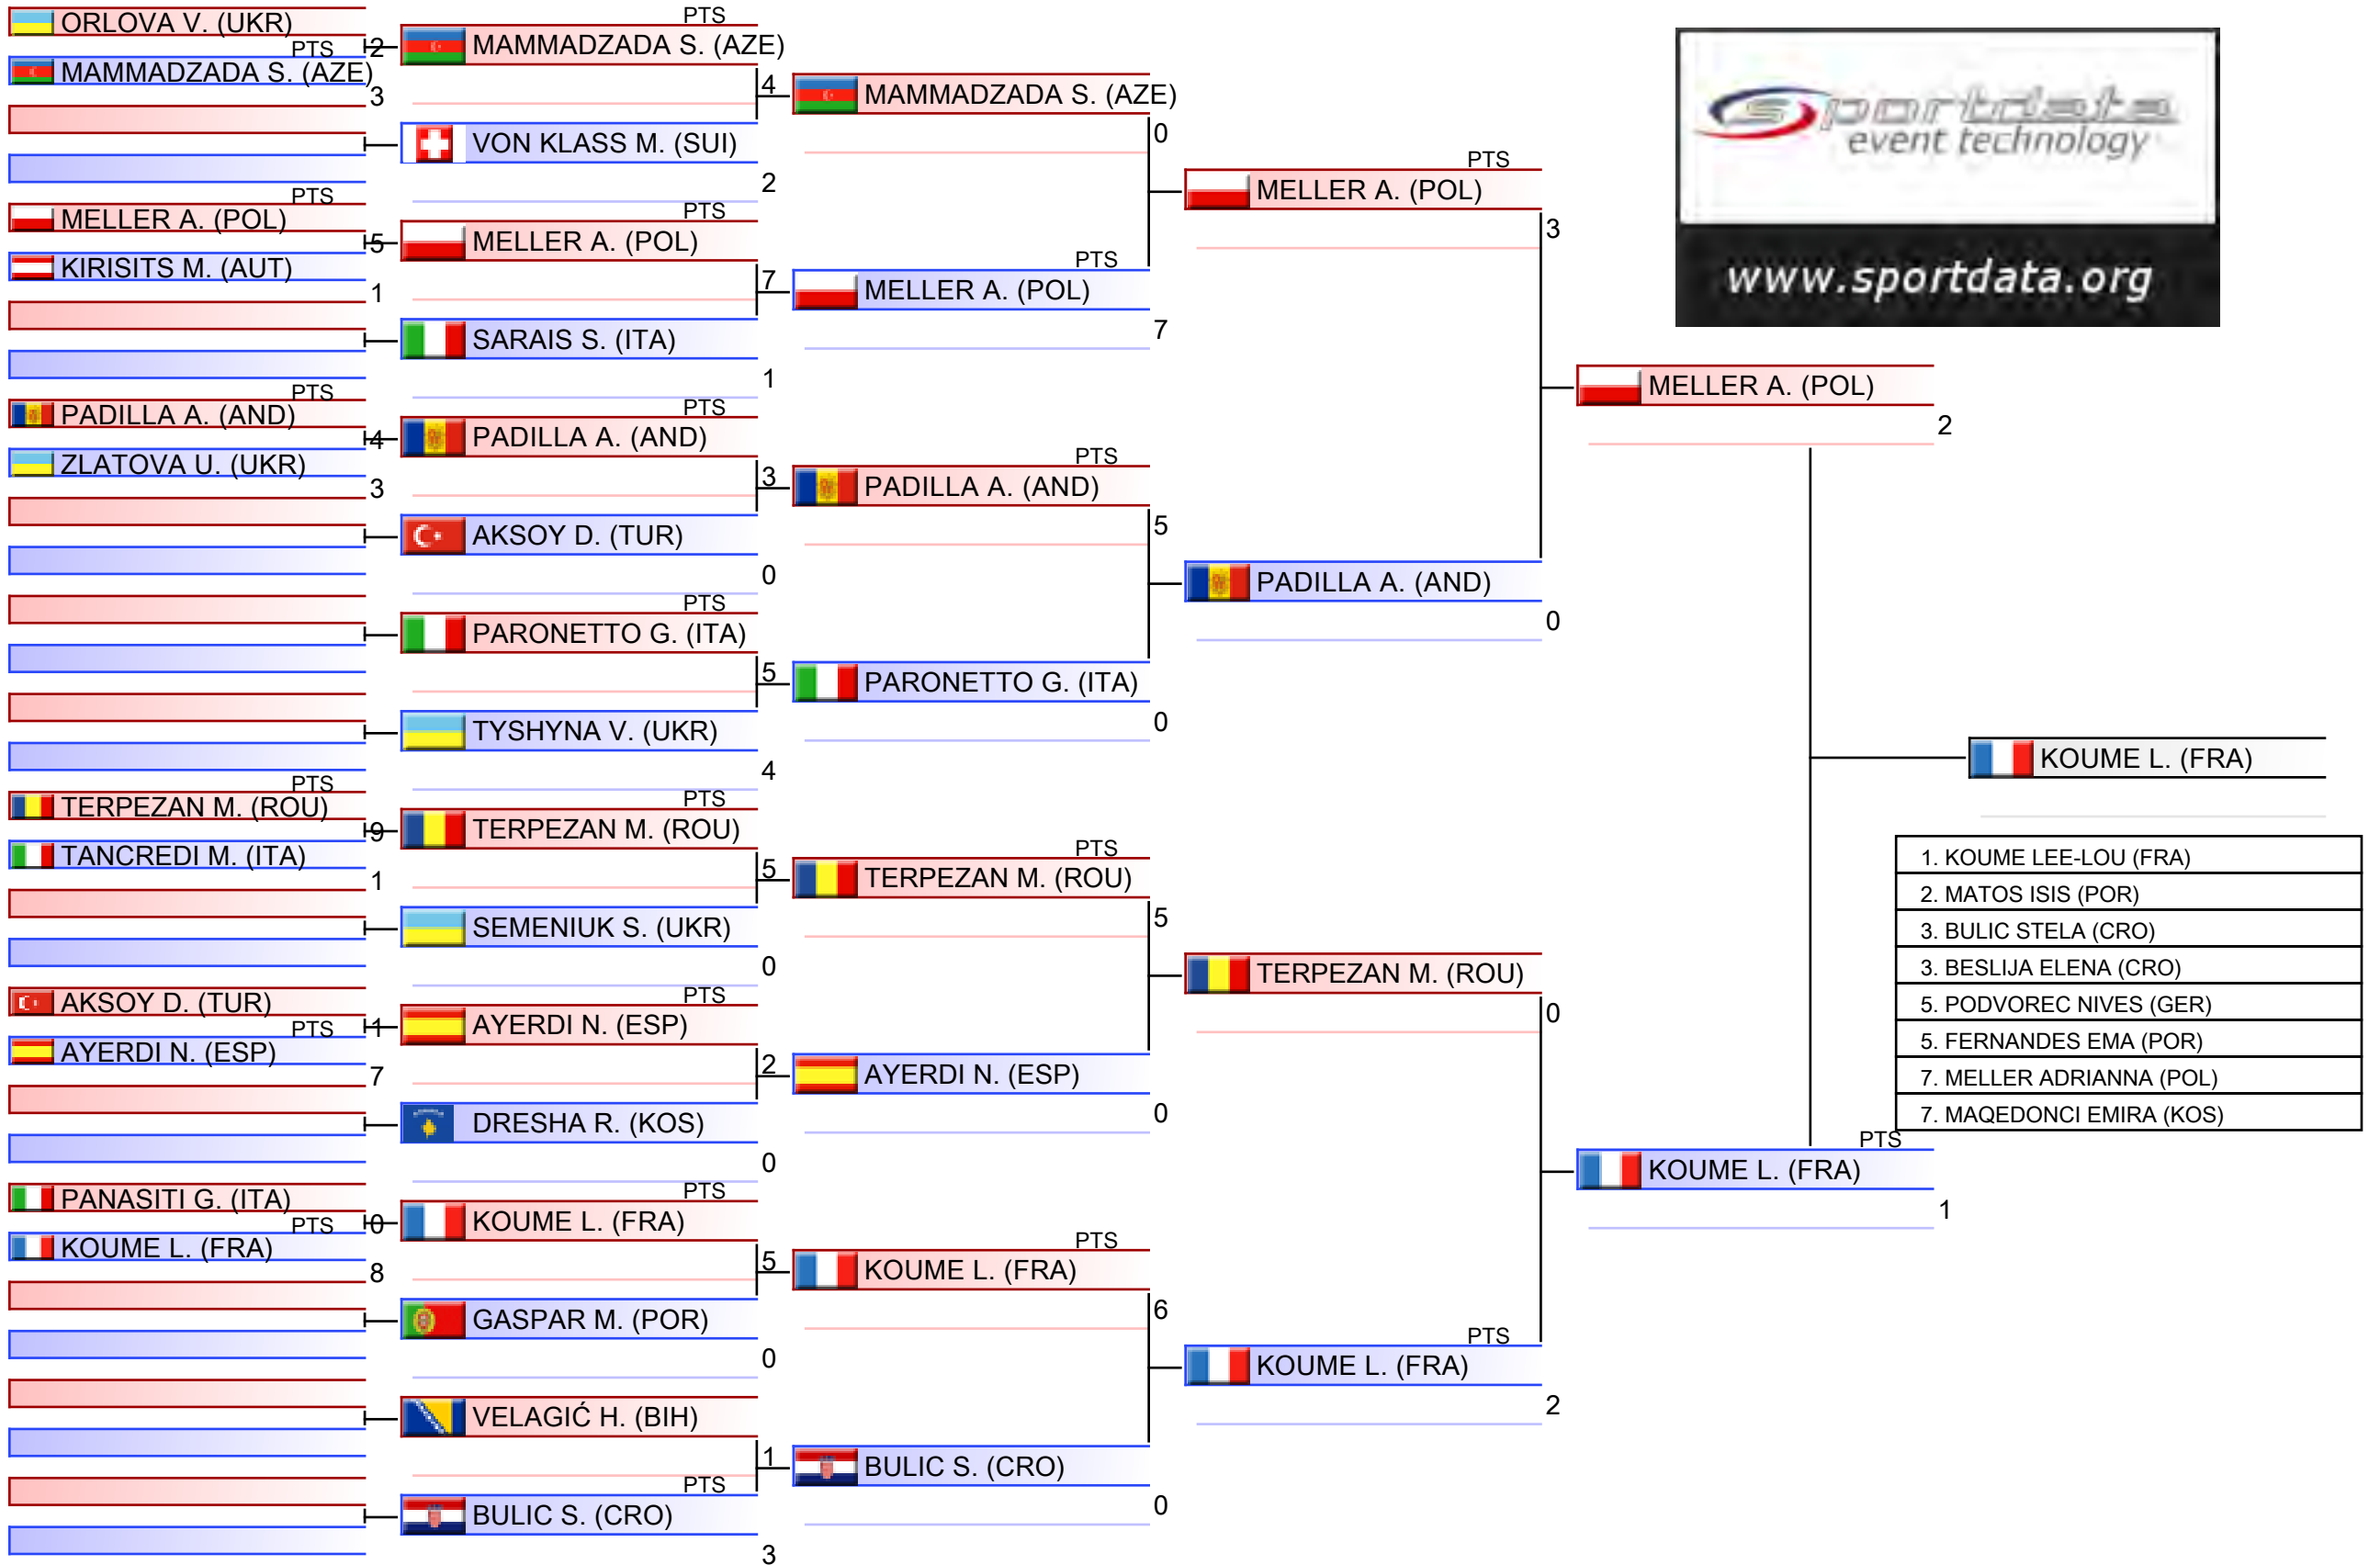 ORLOVA V. (UKR)
PTS
2
MAMMADZADA S. (AZE)
3
PTS
MELLER A. (POL)
5
KIRISITS M. (AUT)
1
PTS
PADILLA A. (AND)
4
ZLATOVA U. (UKR)
3
PTS
TERPEZAN M. (ROU)
9
TANCREDI M. (ITA)
1
AKSOY D. (TUR)
PTS
1
AYERDI N. (ESP)
7
PANASITI G. (ITA)
PTS
0
KOUME L. (FRA)
8
PTS
MAMMADZADA S. (AZE)
4
VON KLASS M. (SUI)
2
PTS
MELLER A. (POL)
7
SARAIS S. (ITA)
1
PTS
PADILLA A. (AND)
3
AKSOY D. (TUR)
0
PTS
PARONETTO G. (ITA)
5
TYSHYNA V. (UKR)
4
PTS
TERPEZAN M. (ROU)
5
SEMENIUK S. (UKR)
0
PTS
AYERDI N. (ESP)
2
DRESHA R. (KOS)
0
PTS
KOUME L. (FRA)
5
GASPAR M. (POR)
0
VELAGIĆ H. (BIH)
1
PTS
BULIC S. (CRO)
3
MAMMADZADA S. (AZE)
0
PTS
MELLER A. (POL)
7
PTS
PADILLA A. (AND)
5
PARONETTO G. (ITA)
0
PTS
TERPEZAN M. (ROU)
5
AYERDI N. (ESP)
0
PTS
KOUME L. (FRA)
6
BULIC S. (CRO)
0
PTS
MELLER A. (POL)
3
PADILLA A. (AND)
0
TERPEZAN M. (ROU)
0
PTS
KOUME L. (FRA)
2
MELLER A. (POL)
2
PTS
KOUME L. (FRA)
1
KOUME L. (FRA)
sportdata
event technology
www.sportdata.org
1. KOUME LEE-LOU (FRA)
2. MATOS ISIS (POR)
3. BULIC STELA (CRO)
3. BESLIJA ELENA (CRO)
5. PODVOREC NIVES (GER)
5. FERNANDES EMA (POR)
7. MELLER ADRIANNA (POL)
7. MAQEDONCI EMIRA (KOS)